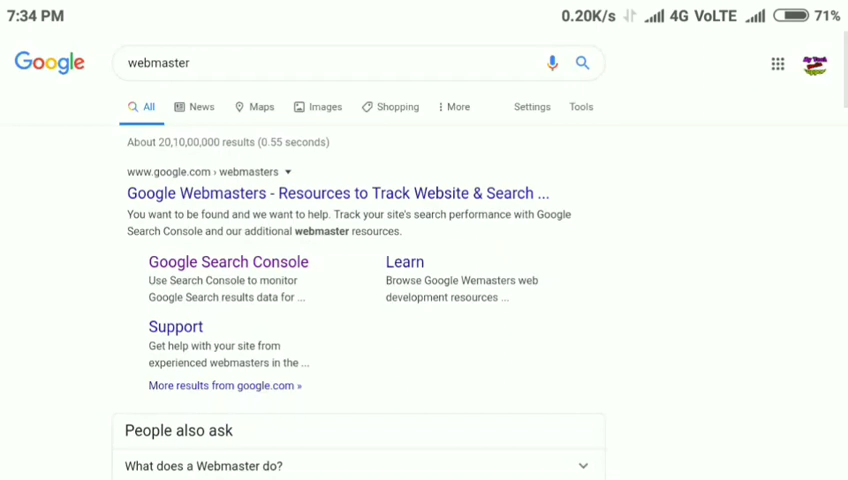 7:34 PM 0.20K/s 4G VoLTE 71%
Google webmaster
All News Maps Images Shopping More Settings Tools
About 20,10,00,000 results (0.55 seconds)
www.google.com › webmasters
Google Webmasters - Resources to Track Website & Search ...
You want to be found and we want to help. Track your site's search performance with Google
Search Console and our additional webmaster resources.
Google Search Console
Use Search Console to monitor
Google Search results data for ...
Learn
Browse Google Wemasters web
development resources ...
Support
Get help with your site from
experienced webmasters in the ...
More results from google.com »
People also ask
What does a Webmaster do?